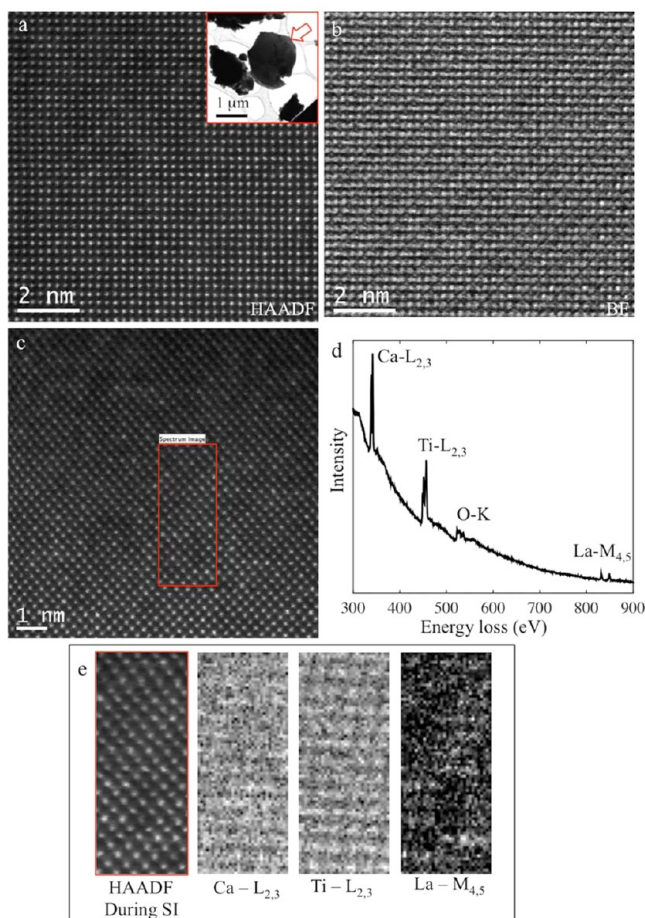 a
1 μm
2 nm
HAADF
b
2 nm
BF
c
Spectrum Image
1 nm
d
Ca-L2,3
Ti-L2,3
O-K
La-M4,5
Intensity
300 400 500 600 700 800 900
Energy loss (eV)
e
HAADF
During SI
Ca – L2,3
Ti – L2,3
La – M4,5